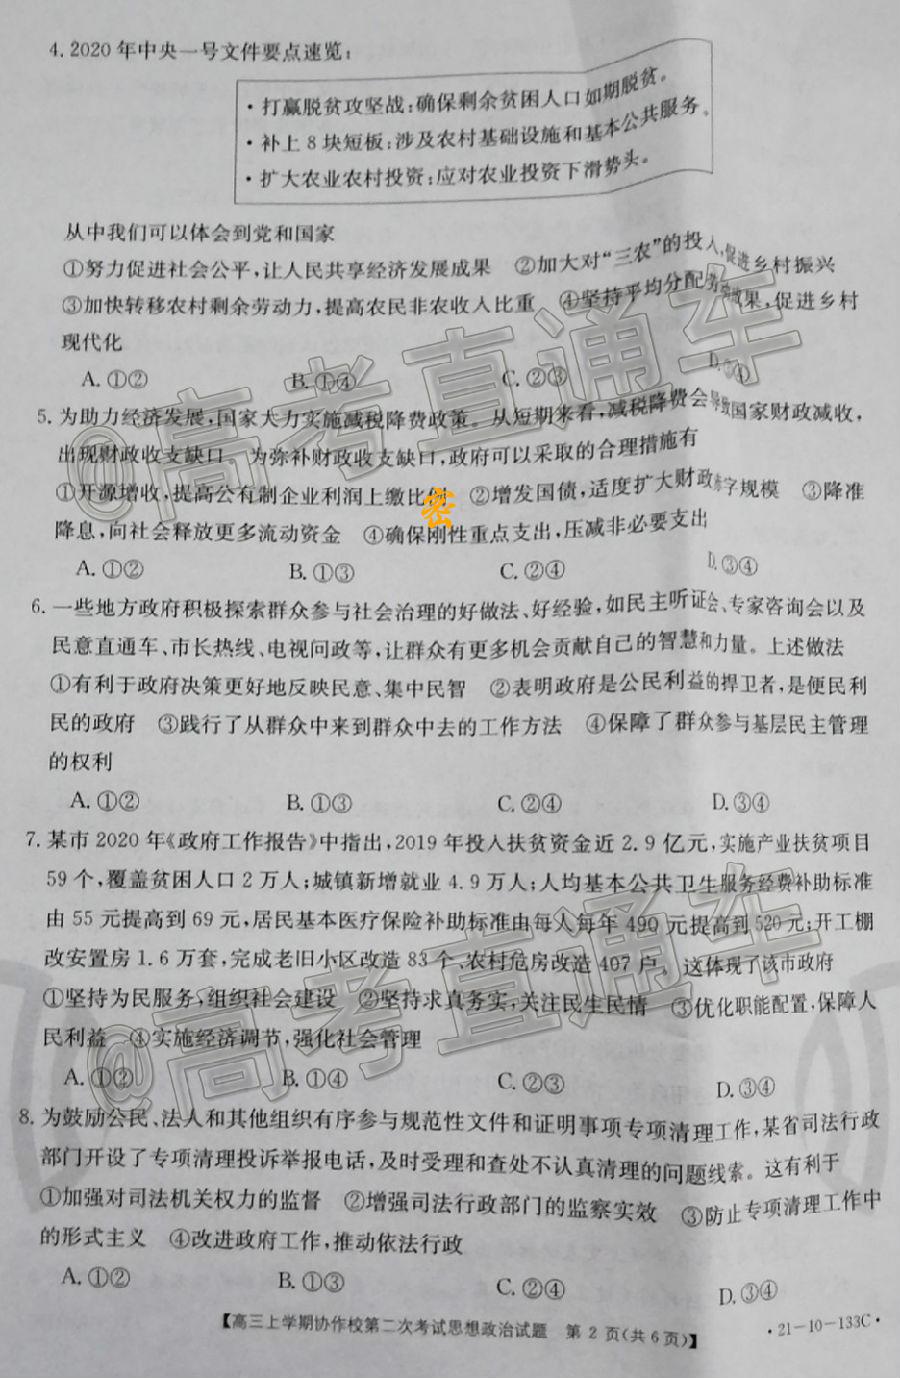 4. 2020年中央一号文件要点速览:
·打赢脱贫攻坚战:确保剩余贫困人口如期脱贫。
·补上8块短板:涉及农村基础设施和基本公共服务。
·扩大农业农村投资:应对农业投资下滑势头。
从中我们可以体会到党和国家
①努力促进社会公平,让人民共享经济发展成果 ②加大对“三农”的投入,促进乡村振兴
③加快转移农村剩余劳动力,提高农民非农收入比重 ④坚持平均分配 效果,促进乡村
现代化
A.①② B.①④ C.②③ D.③④
5. 为助力经济发展,国家大力实施减税降费政策。从短期来看,减税降费会导致国家财政减收,
出现财政收支缺口。为弥补财政收支缺口,政府可以采取的合理措施有
①开源增收,提高公有制企业利润上缴比 ②增发国债,适度扩大财政赤字规模 ③降准
降息,向社会释放更多流动资金 ④确保刚性重点支出,压减非必要支出
密
A.①② B.①③ C.②④ D.③④
6. 一些地方政府积极探索群众参与社会治理的好做法、好经验,如民主听证会、专家咨询会以及
民意直通车、市长热线、电视问政等,让群众有更多机会贡献自己的智慧和力量。上述做法
①有利于政府决策更好地反映民意、集中民智 ②表明政府是公民利益的捍卫者,是便民利
民的政府 ③践行了从群众中来到群众中去的工作方法 ④保障了群众参与基层民主管理
的权利
A.①② B.①③ C.②④ D.③④
7. 某市2020年《政府工作报告》中指出,2019年投入扶贫资金近2.9亿元,实施产业扶贫项目
59个,覆盖贫困人口2万人;城镇新增就业4.9万人;人均基本公共卫生服务经费补助标准
由55元提高到69元,居民基本医疗保险补助标准由每人每年490元提高到520元;开工棚
改安置房1.6万套,完成老旧小区改造83个,农村危房改造407户。这体现了该市政府
①坚持为民服务,组织社会建设 ②坚持求真务实,关注民生民情 ③优化职能配置,保障人
民利益 ④实施经济调节,强化社会管理
A.①② B.①④ C.②③ D.③④
8. 为鼓励公民、法人和其他组织有序参与规范性文件和证明事项专项清理工作,某省司法行政
部门开设了专项清理投诉举报电话,及时受理和查处不认真清理的问题线索。这有利于
①加强对司法机关权力的监督 ②增强司法行政部门的监察实效 ③防止专项清理工作中
的形式主义 ④改进政府工作,推动依法行政
A.①② B.①③ C.②④ D.③④
【高三上学期协作校第二次考试思想政治试题 第2页(共6页)】 ·21-10-133C·
@高考直通车
@高考直通车